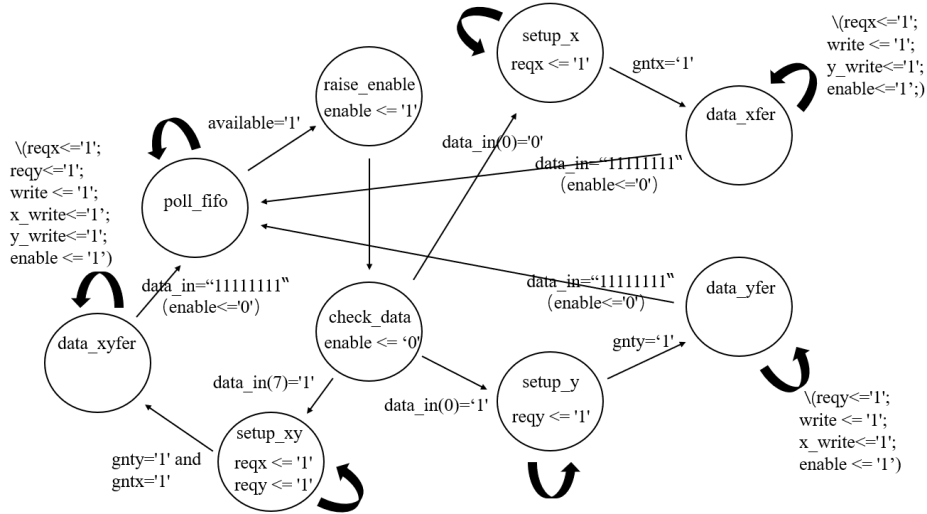 setup_x
reqx <= '1'
gntx=‘1'
\(reqx<='1';
write <= '1';
y_write<='1';
enable<='1’;)
raise_enable
enable <= '1'
available='1'
data_xfer
data_in(0)='0'
data_in=“11111111‟
（enable<='0'）
\(reqx<='1';
reqy<='1';
write <= '1';
x_write<='1’;
y_write<='1';
enable <= '1’)
poll_fifo
data_in=“11111111‟
（enable<='0'）
data_in=“11111111‟
（enable<='0'）
data_yfer
check_data
enable <= ‘0'
data_xyfer
gnty=‘1'
data_in(7)='1'
data_in(0)=‘1'
setup_y
reqy <= '1'
\(reqy<='1';
write <= '1';
x_write<='1';
enable <= '1’)
setup_xy
reqx <= '1'
reqy <= '1'
gnty='1' and
gntx='1'